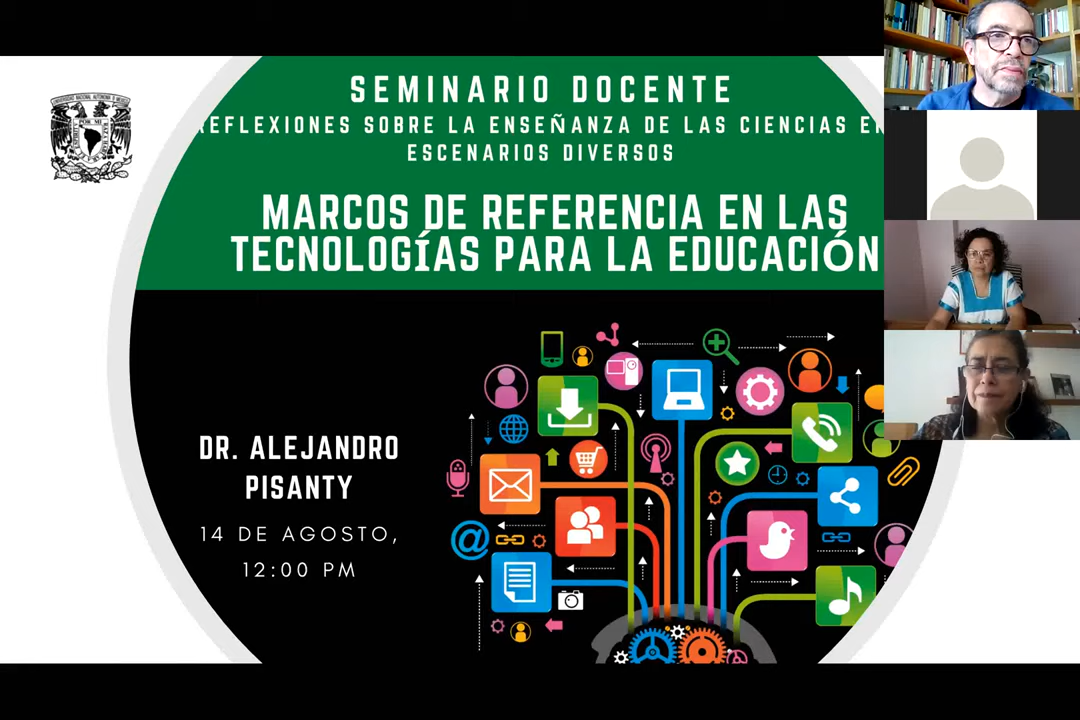 SEMINARIO DOCENTE
REFLEXIONES SOBRE LA ENSEÑANZA DE LAS CIENCIAS EN
ESCENARIOS DIVERSOS
MARCOS DE REFERENCIA EN LAS
TECNOLOGÍAS PARA LA EDUCACIÓN
DR. ALEJANDRO
PISANTY
14 DE AGOSTO,
12:00 PM